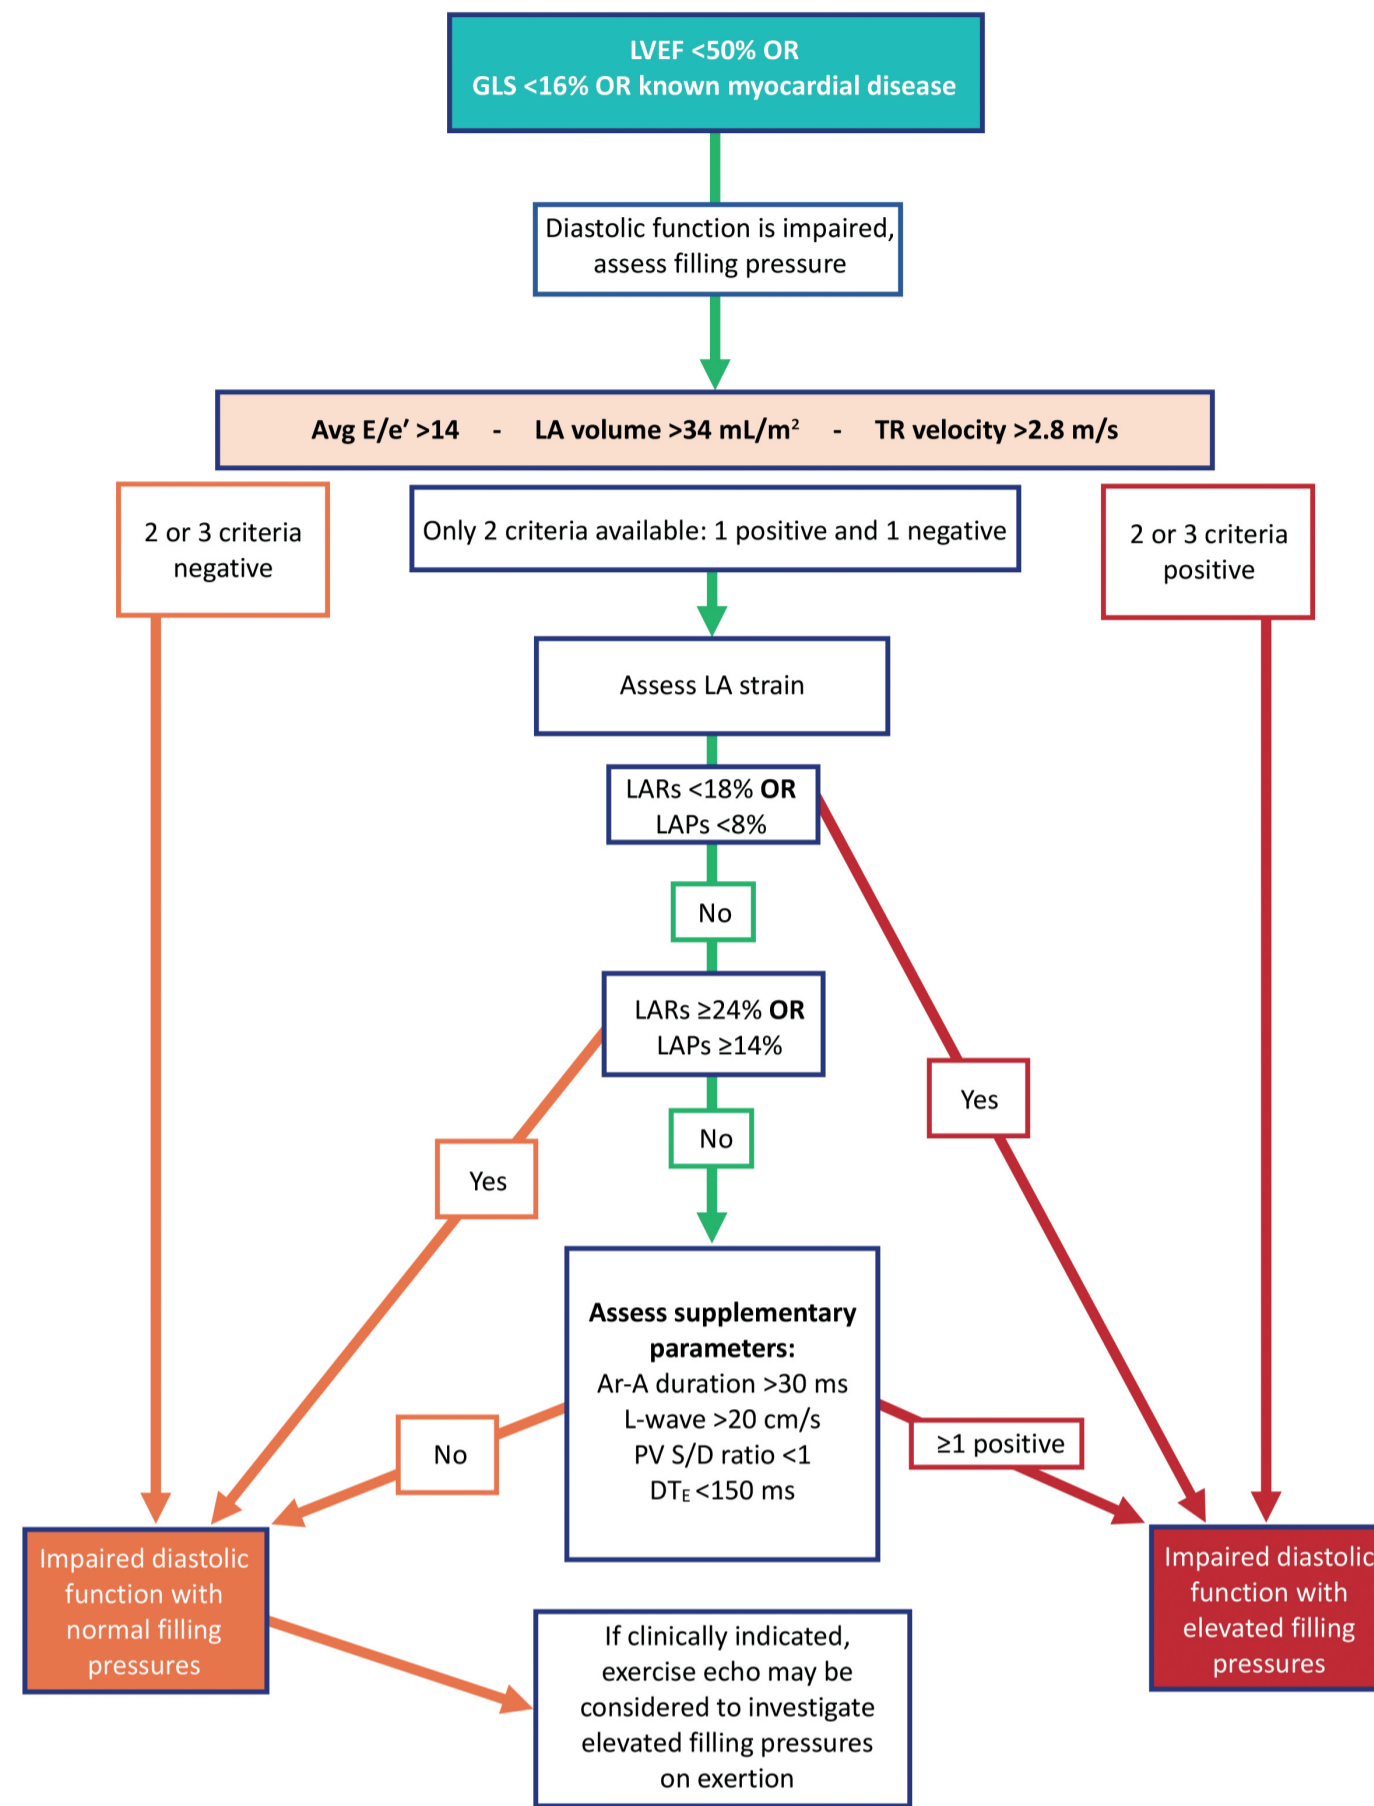 LVEF <50% OR
GLS <16% OR known myocardial disease
Diastolic function is impaired,
assess filling pressure
Avg E/e′ >14 - LA volume >34 mL/m² - TR velocity >2.8 m/s
2 or 3 criteria
negative
Only 2 criteria available: 1 positive and 1 negative
2 or 3 criteria
positive
Assess LA strain
LARs <18% OR
LAPs <8%
No
LARs ≥24% OR
LAPs ≥14%
Yes
No
Yes
Assess supplementary
parameters:
Ar-A duration >30 ms
L-wave >20 cm/s
PV S/D ratio <1
DTE <150 ms
No
≥1 positive
Impaired diastolic
function with
normal filling
pressures
Impaired diastolic
function with
elevated filling
pressures
If clinically indicated,
exercise echo may be
considered to investigate
elevated filling pressures
on exertion